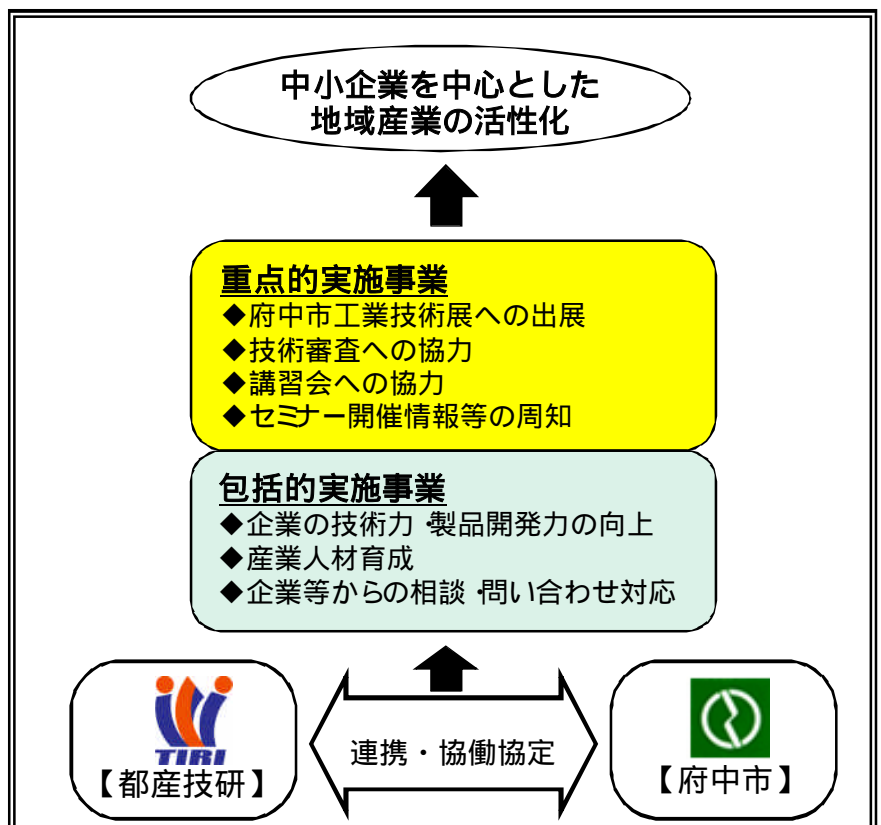 中小企業を中心とした
地域産業の活性化
重点的実施事業
◆府中市工業技術展への出展
◆技術審査への協力
◆講習会への協力
◆セミナー開催情報等の周知
包括的実施事業
◆企業の技術力・製品開発力の向上
◆産業人材育成
◆企業等からの相談・問い合わせ対応
TIRI
【都産技研】
連携・協働協定
【府中市】